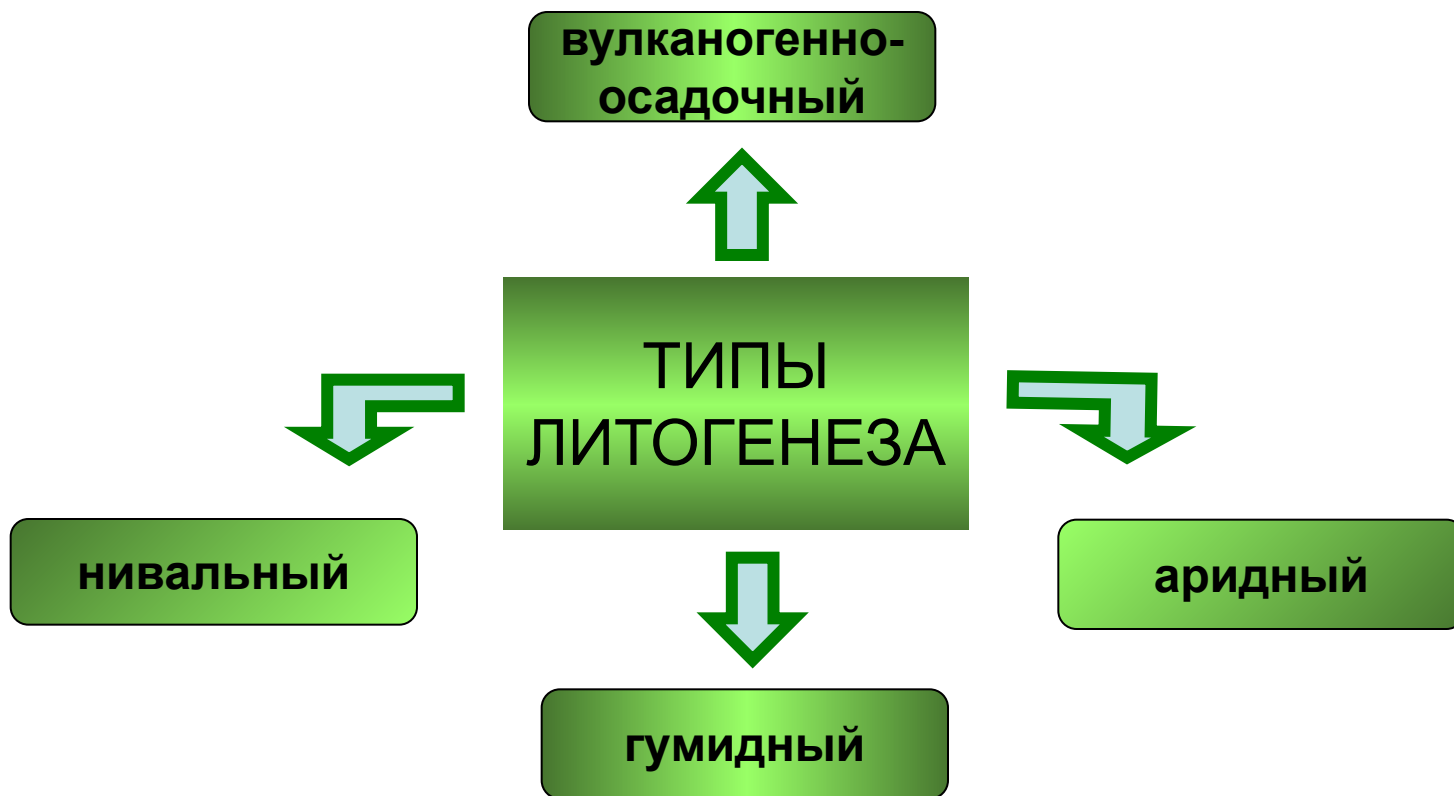 вулканогенно-
осадочный
ТИПЫ
ЛИТОГЕНЕЗА
нивальный
аридный
гумидный